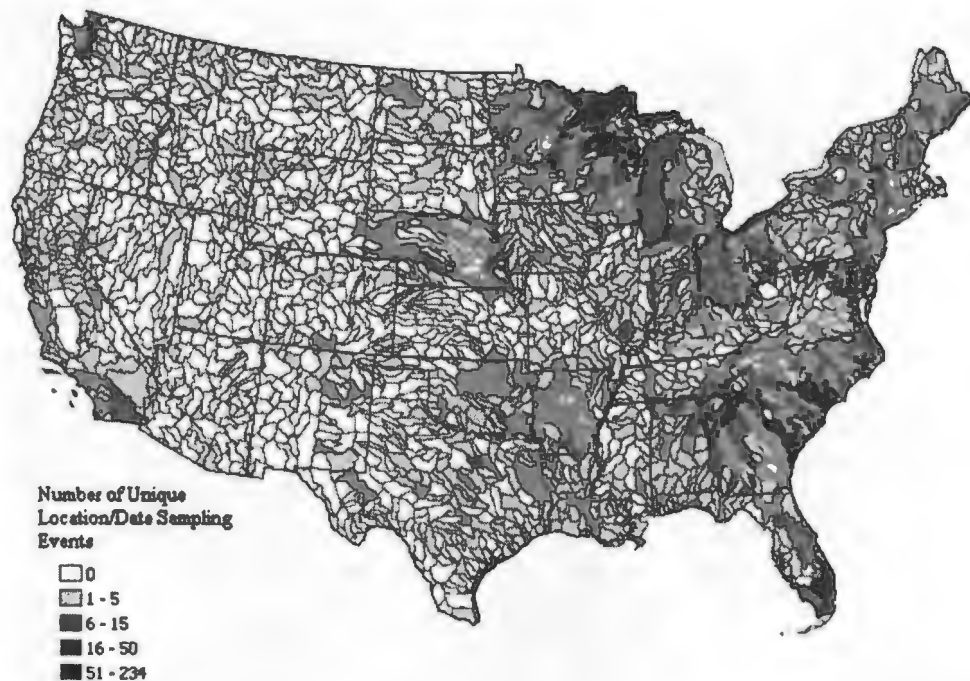 Number of Unique
Location/Date Sampling
Events
0
1 - 5
6 - 15
16 - 50
51 - 234